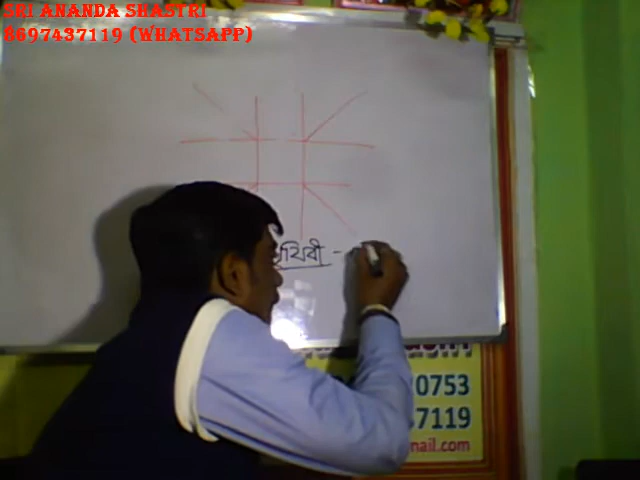 SRI ANANDA SHASTRI
8697437119 (WHATSAPP)
পৃথিবী -
0753
7119
mail.com